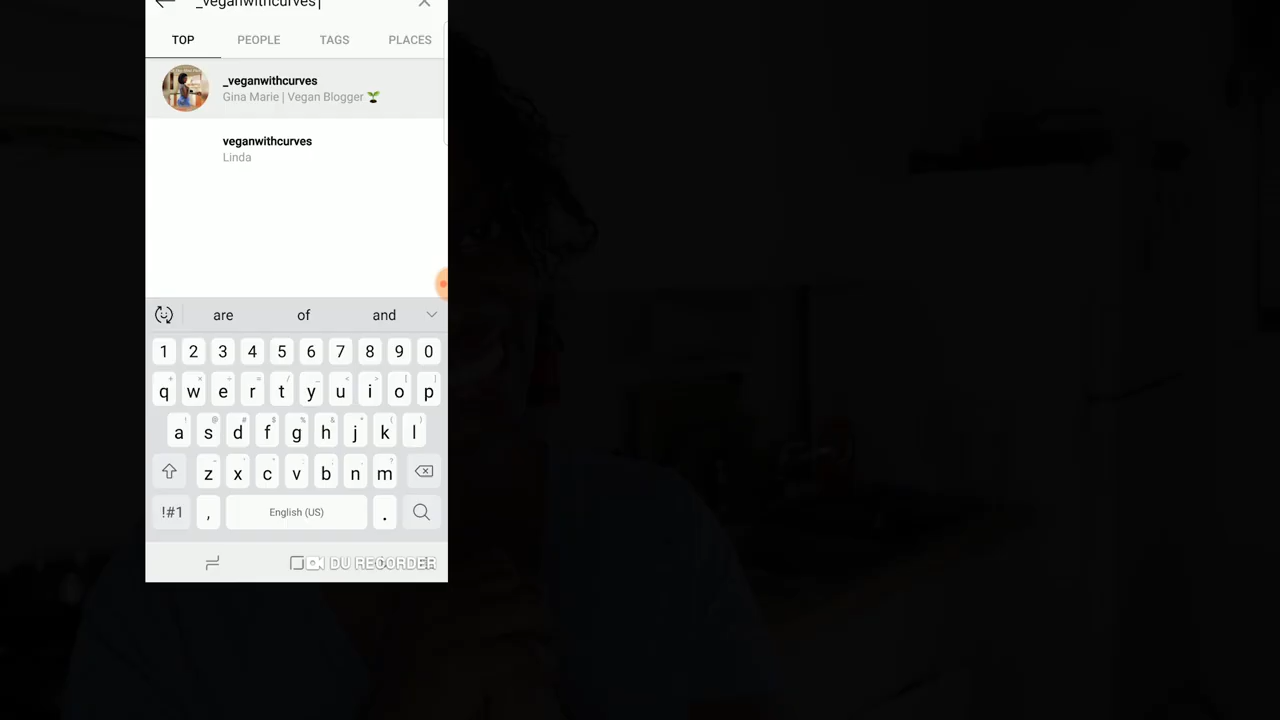 _veganwithcurves
TOP PEOPLE TAGS PLACES
_veganwithcurves
Gina Marie | Vegan Blogger 🌱
veganwithcurves
Linda
are of and
1 2 3 4 5 6 7 8 9 0
q w e r t y u i o p
a s d f g h j k l
z x c v b n m
!#1 , English (US) .
DU RECORDER